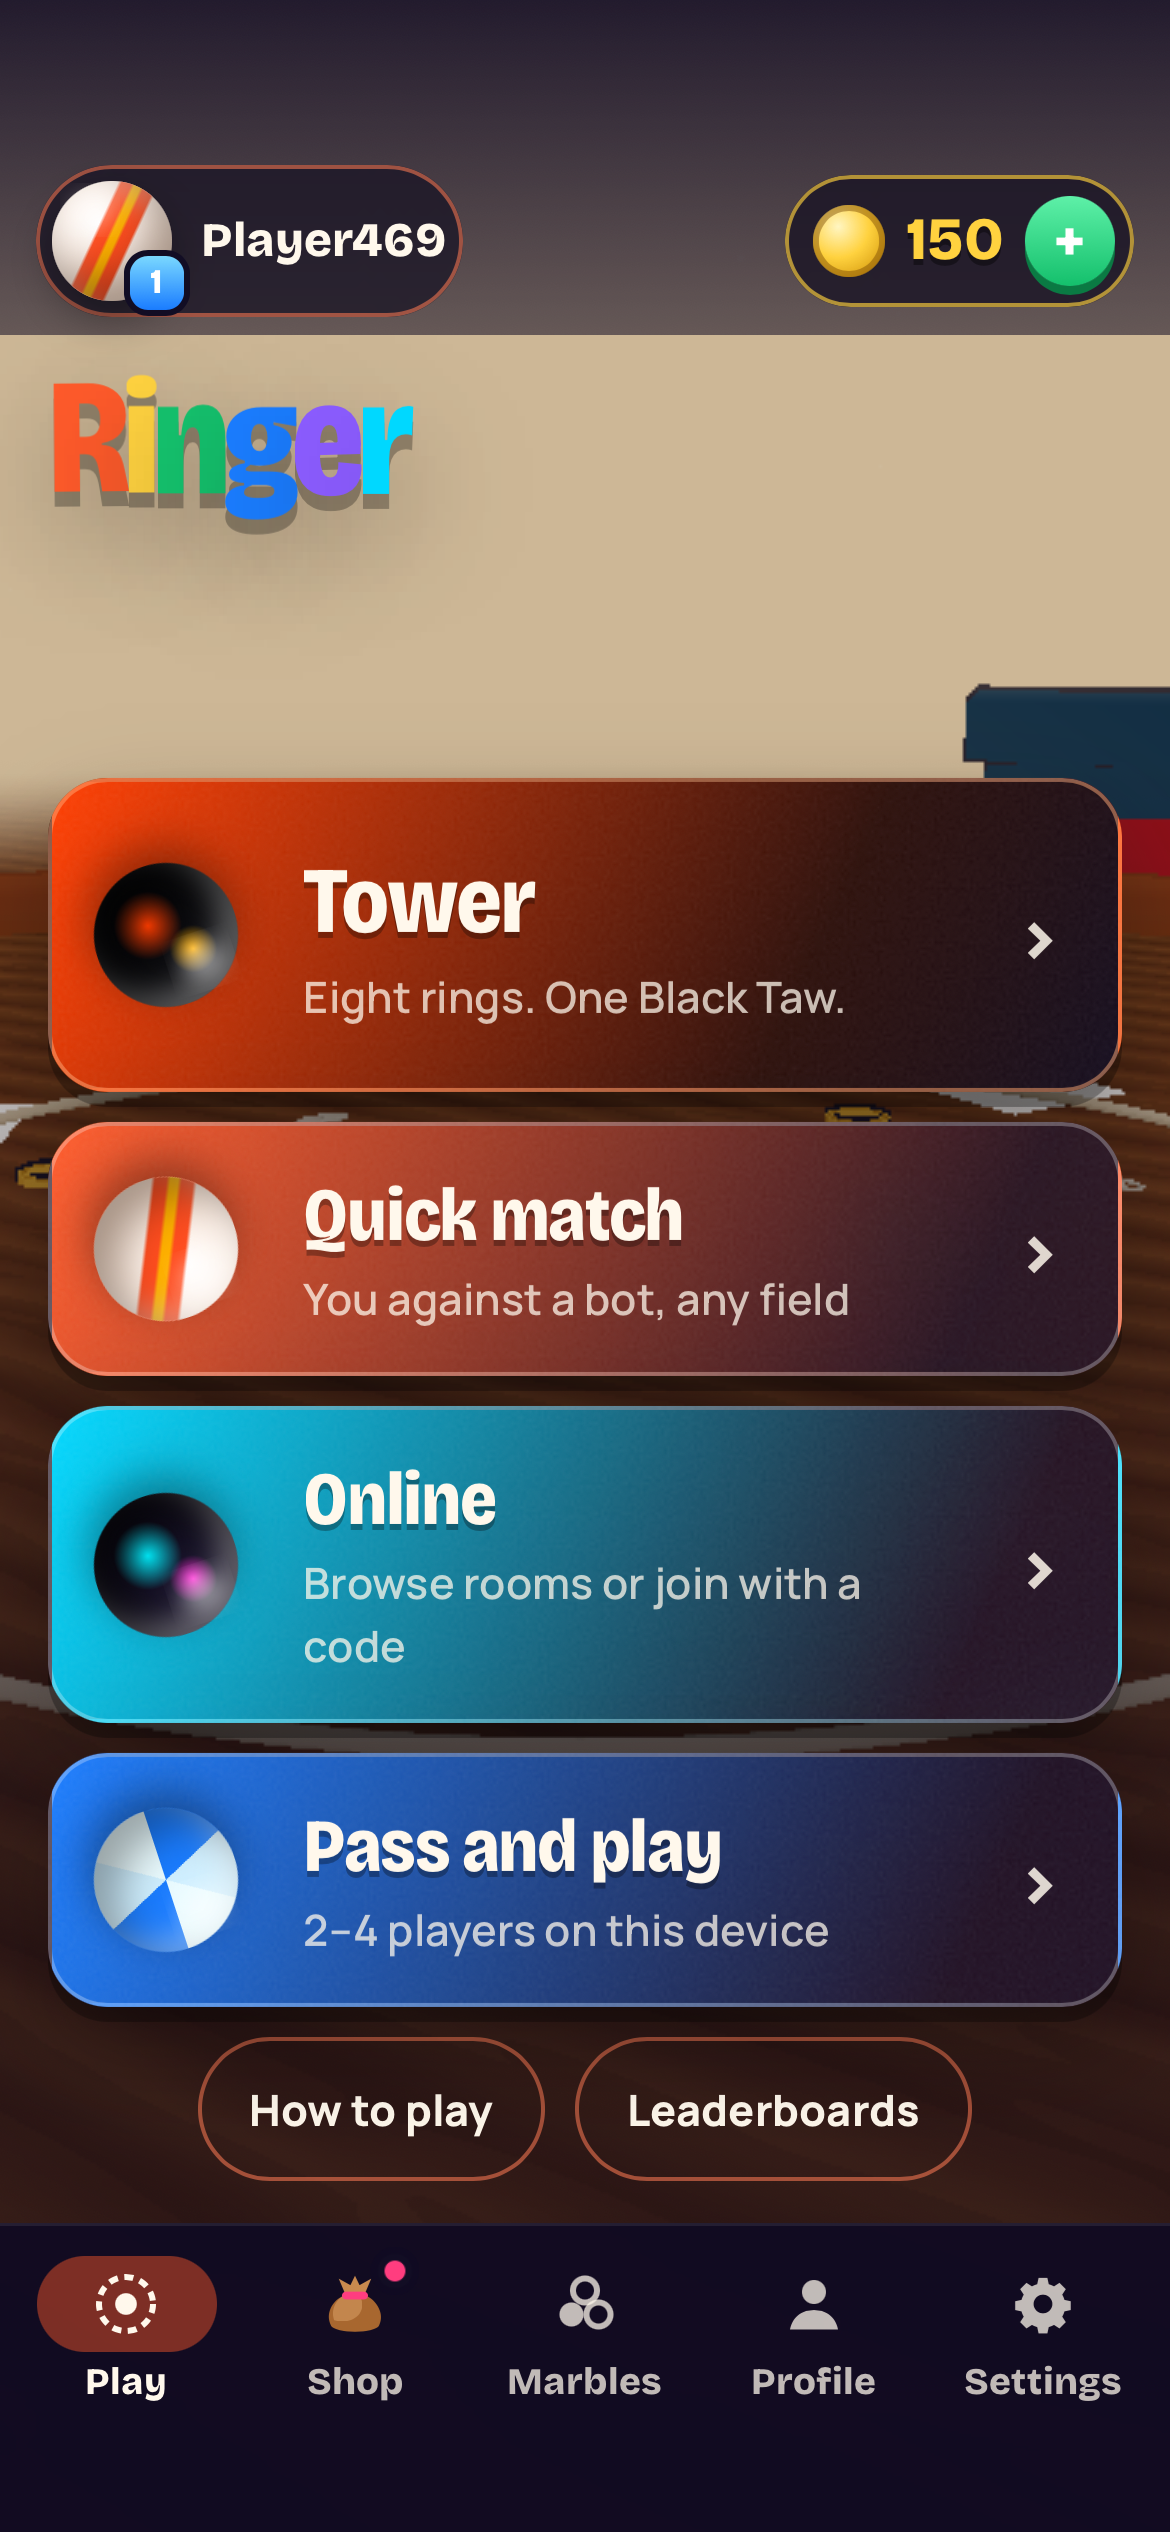 Player469
1
150
Ringer
Tower
Eight rings. One Black Taw.
Quick match
You against a bot, any field
Online
Browse rooms or join with a
code
Pass and play
2–4 players on this device
How to play
Leaderboards
Play
Shop
Marbles
Profile
Settings